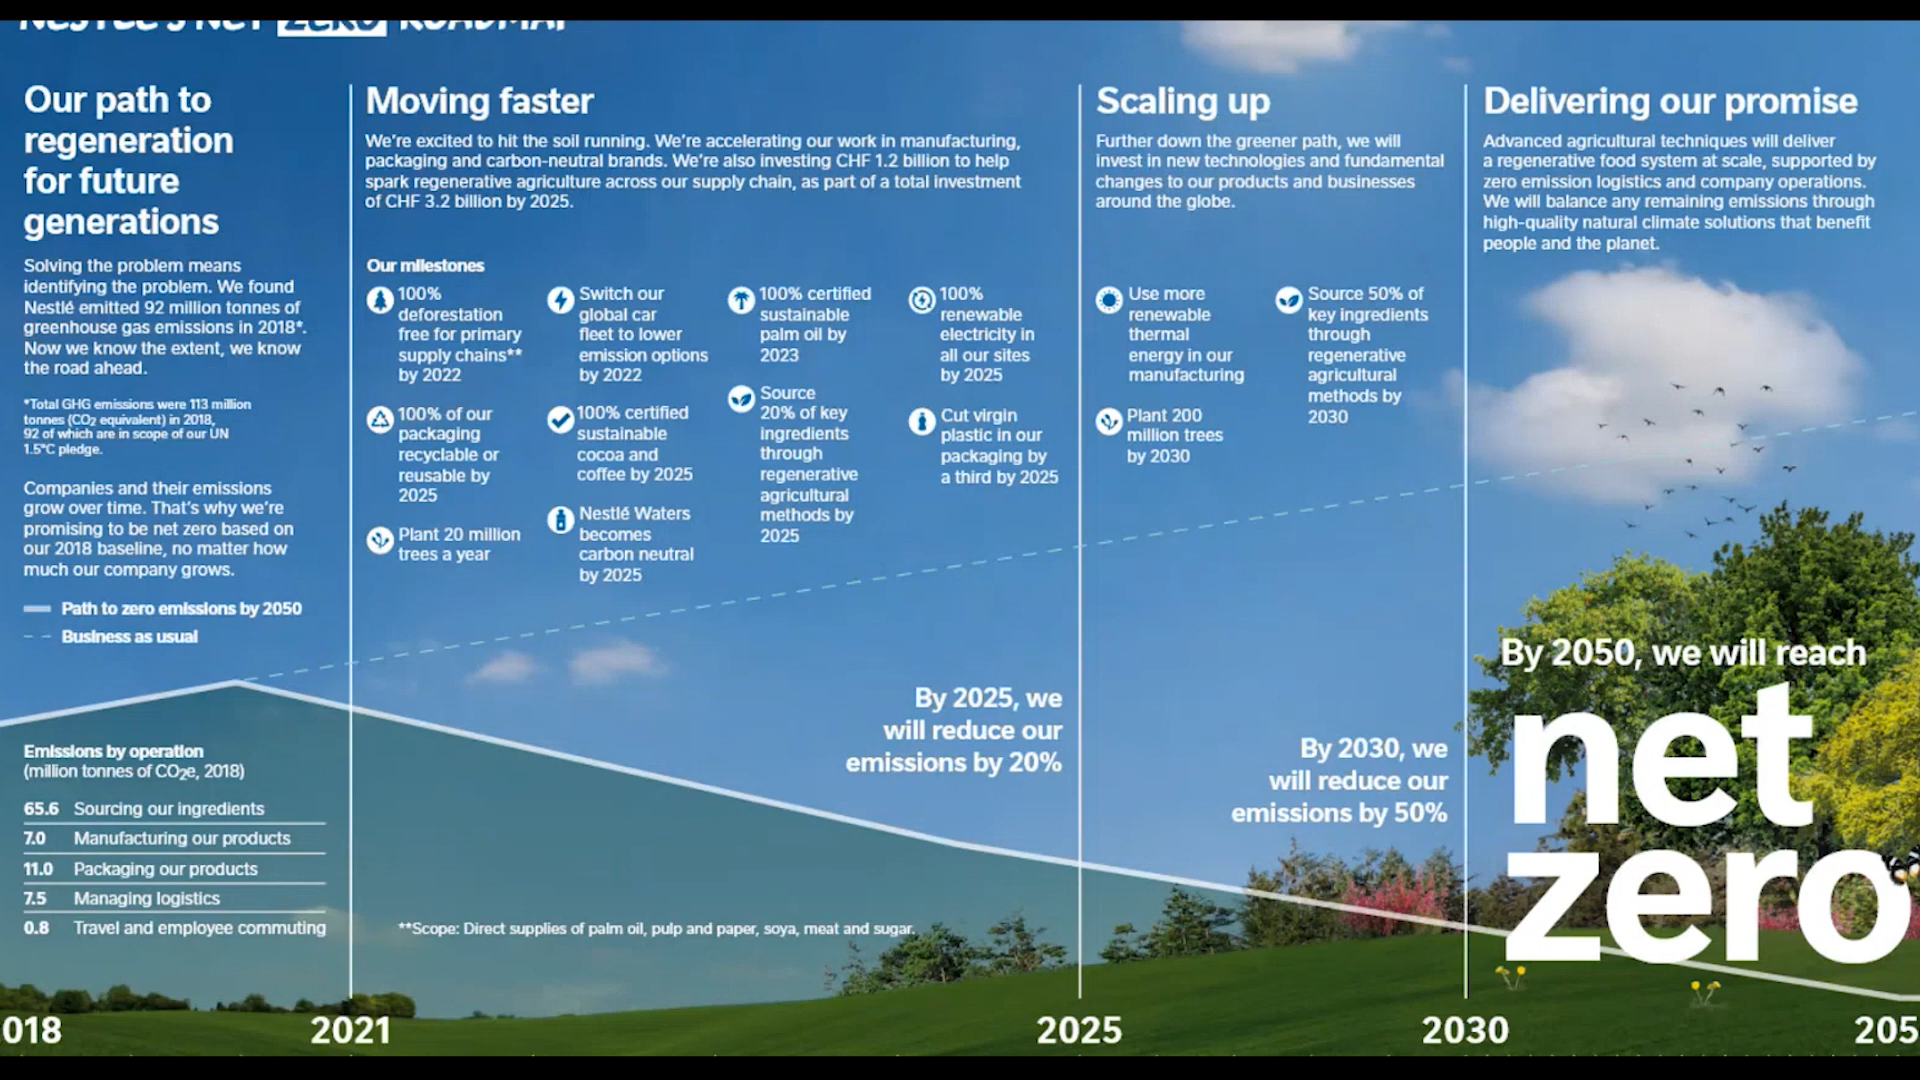 NESTLÉ'S NET ZERO ROADMAP
Our path to
regeneration
for future
generations
Solving the problem means
identifying the problem. We found
Nestlé emitted 92 million tonnes of
greenhouse gas emissions in 2018*.
Now we know the extent, we know
the road ahead.
*Total GHG emissions were 113 million
tonnes (CO2 equivalent) in 2018,
92 of which are in scope of our UN
1.5°C pledge.
Companies and their emissions
grow over time. That's why we're
promising to be net zero based on
our 2018 baseline, no matter how
much our company grows.
Path to zero emissions by 2050
Business as usual
Emissions by operation
(million tonnes of CO2e, 2018)
65.6 Sourcing our ingredients
7.0 Manufacturing our products
11.0 Packaging our products
7.5 Managing logistics
0.8 Travel and employee commuting
Moving faster
We're excited to hit the soil running. We're accelerating our work in manufacturing,
packaging and carbon-neutral brands. We're also investing CHF 1.2 billion to help
spark regenerative agriculture across our supply chain, as part of a total investment
of CHF 3.2 billion by 2025.
Our milestones
100%
deforestation
free for primary
supply chains**
by 2022
100% of our
packaging
recyclable or
reusable by
2025
Plant 20 million
trees a year
Switch our
global car
fleet to lower
emission options
by 2022
100% certified
sustainable
cocoa and
coffee by 2025
Nestlé Waters
becomes
carbon neutral
by 2025
100% certified
sustainable
palm oil by
2023
Source
20% of key
ingredients
through
regenerative
agricultural
methods by
2025
100%
renewable
electricity in
all our sites
by 2025
Cut virgin
plastic in our
packaging by
a third by 2025
By 2025, we
will reduce our
emissions by 20%
**Scope: Direct supplies of palm oil, pulp and paper, soya, meat and sugar.
Scaling up
Further down the greener path, we will
invest in new technologies and fundamental
changes to our products and businesses
around the globe.
Use more
renewable
thermal
energy in our
manufacturing
Plant 200
million trees
by 2030
Source 50% of
key ingredients
through
regenerative
agricultural
methods by
2030
By 2030, we
will reduce our
emissions by 50%
Delivering our promise
Advanced agricultural techniques will deliver
a regenerative food system at scale, supported by
zero emission logistics and company operations.
We will balance any remaining emissions through
high-quality natural climate solutions that benefit
people and the planet.
By 2050, we will reach
net
zero
018 2021 2025 2030 205